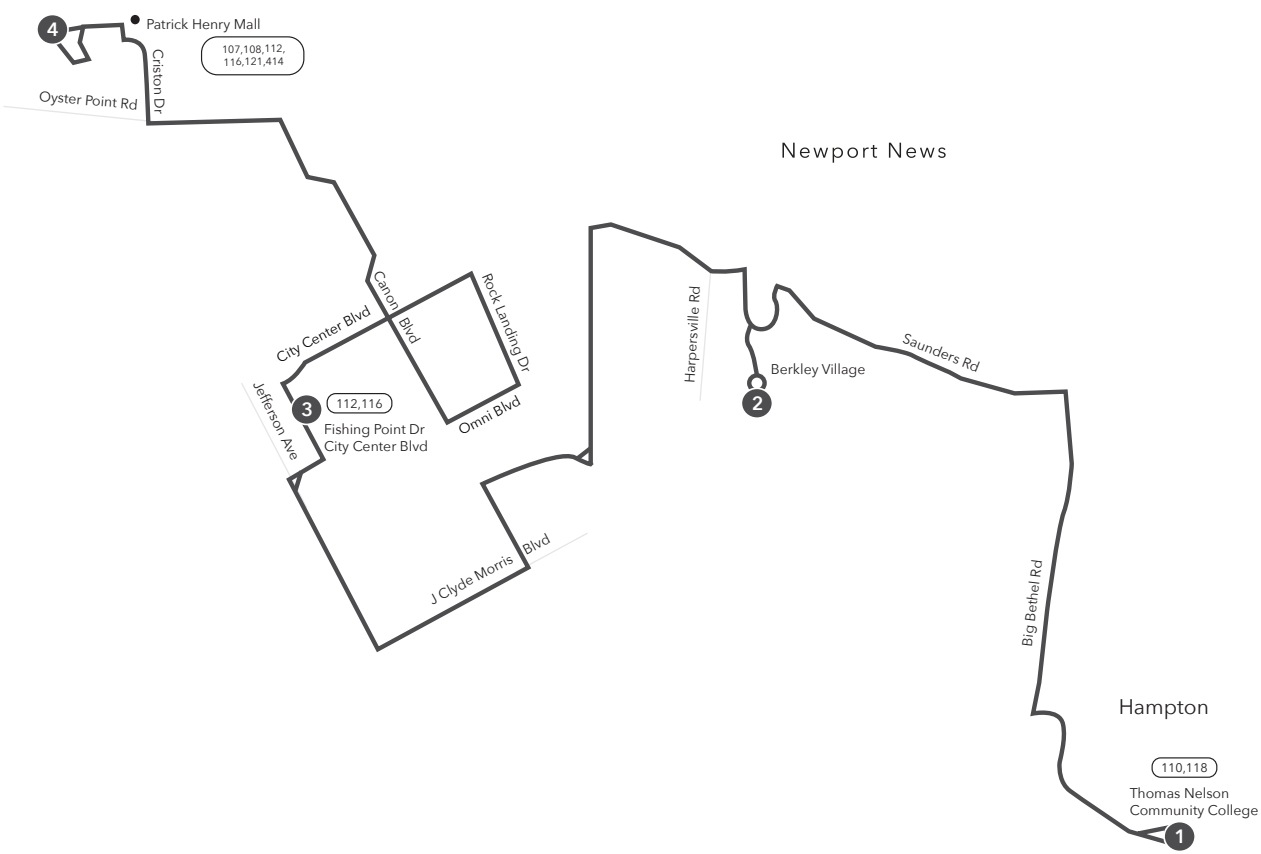 4
Patrick Henry Mall
107,108,112,
116,121,414
Criston Dr
Oyster Point Rd
Newport News
Canon Blvd
Rock Landing Dr
City Center Blvd
Harpersville Rd
Saunders Rd
Berkley Village
2
Jefferson Ave
3
112,116
Fishing Point Dr
City Center Blvd
Omni Blvd
J Clyde Morris Blvd
Big Bethel Rd
Hampton
110,118
Thomas Nelson
Community College
1